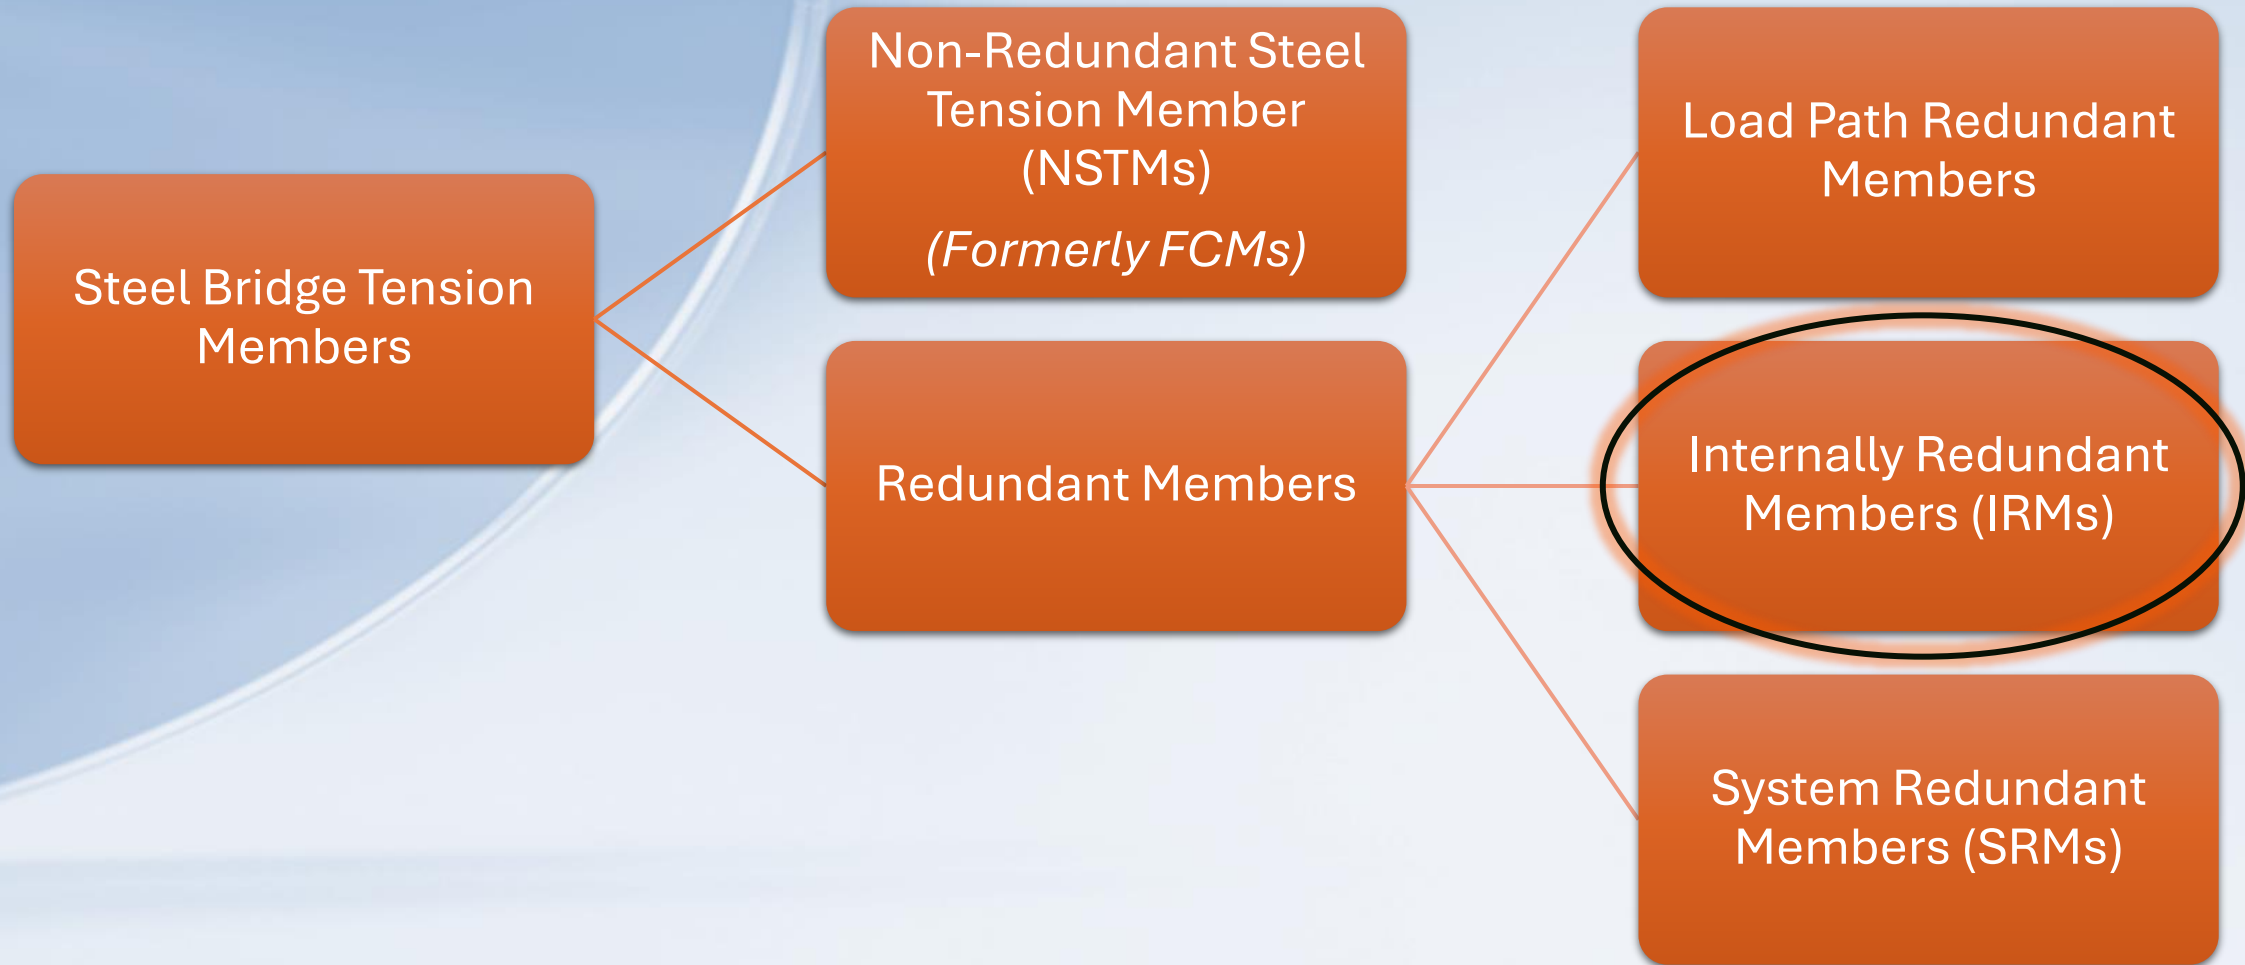 Steel Bridge Tension
Members
Non-Redundant Steel
Tension Member
(NSTMs)
(Formerly FCMs)
Redundant Members
Load Path Redundant
Members
Internally Redundant
Members (IRMs)
System Redundant
Members (SRMs)